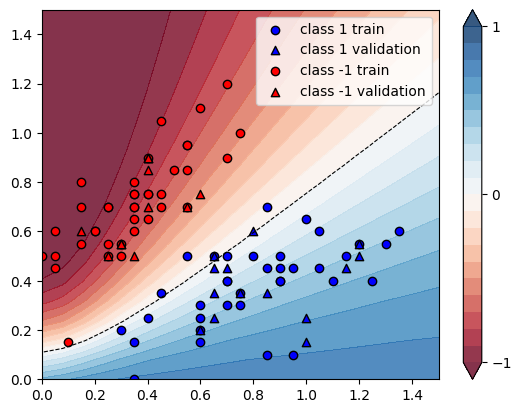 1.4
1.2
1.0
0.8
0.6
0.4
0.2
0.0
0.0 0.2 0.4 0.6 0.8 1.0 1.2 1.4
class 1 train
class 1 validation
class -1 train
class -1 validation
1
0
−1